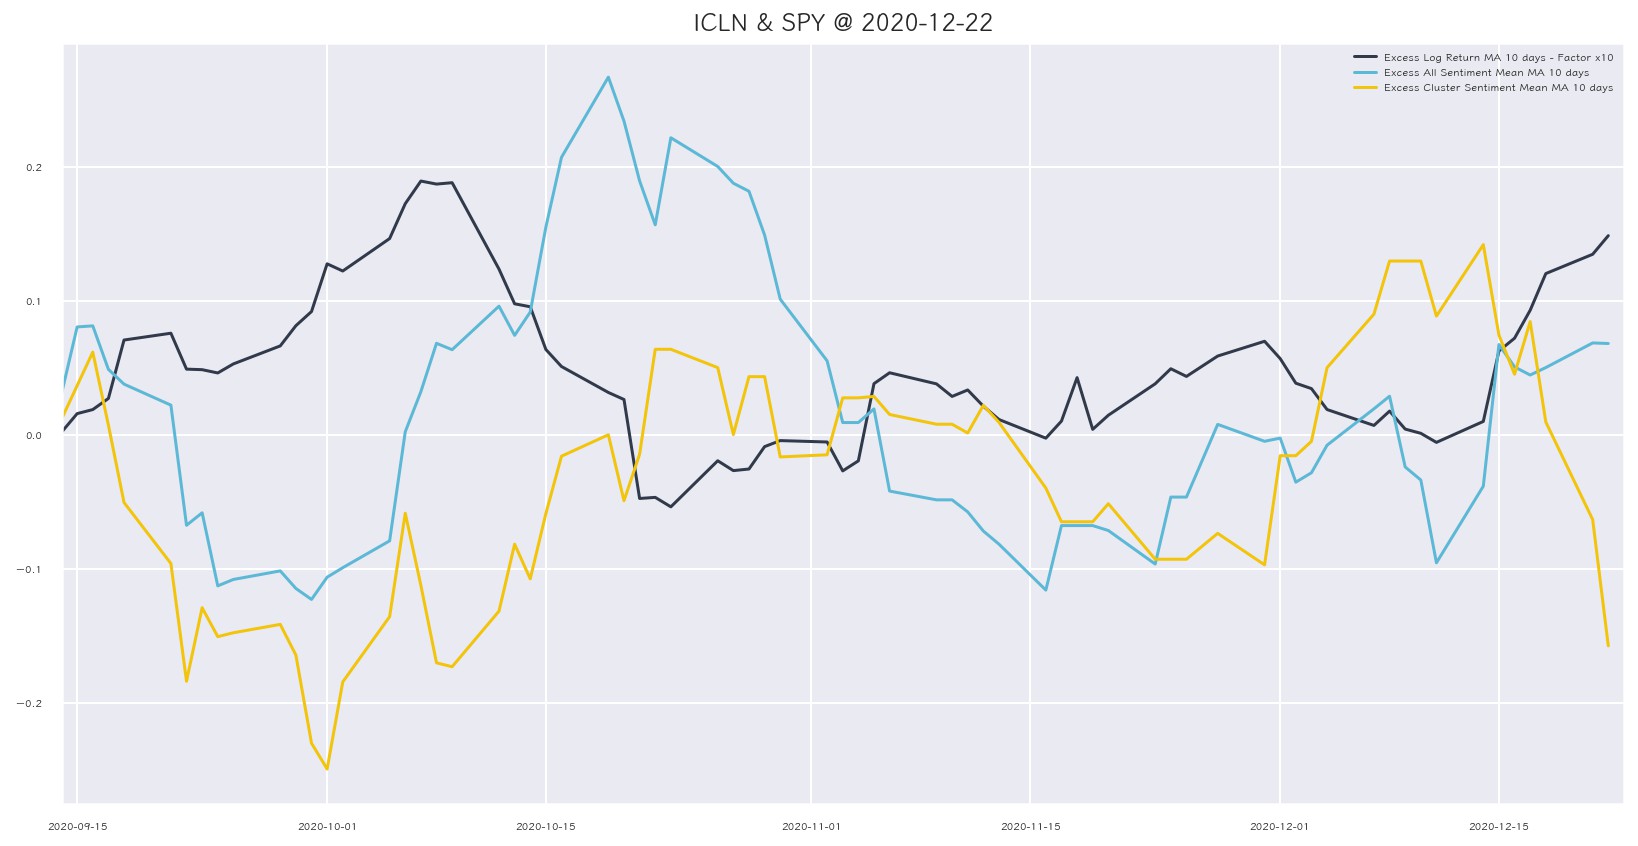 ICLN & SPY @ 2020-12-22
Excess Log Return MA 10 days - Factor x10
Excess All Sentiment Mean MA 10 days
Excess Cluster Sentiment Mean MA 10 days
0.2
0.1
0.0
−0.1
−0.2
2020-09-15 2020-10-01 2020-10-15 2020-11-01 2020-11-15 2020-12-01 2020-12-15